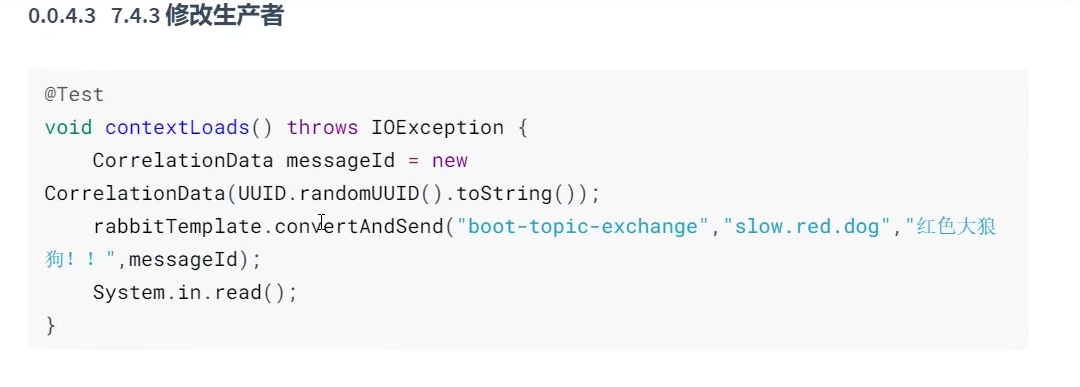 0.0.4.3 7.4.3 修改生产者
@Test
void contextLoads() throws IOException {
    CorrelationData messageId = new
CorrelationData(UUID.randomUUID().toString());
    rabbitTemplate.convertAndSend("boot-topic-exchange","slow.red.dog","红色大狼
狗！！",messageId);
    System.in.read();
}